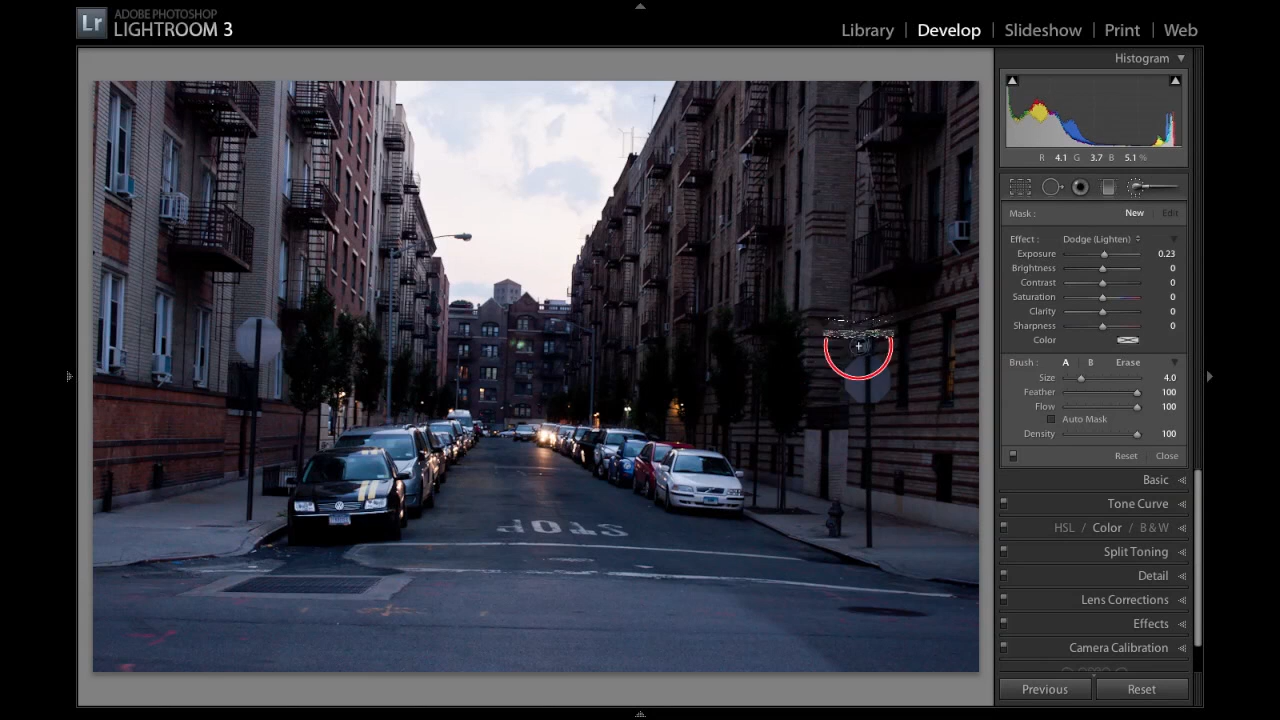 Lr ADOBE PHOTOSHOP
LIGHTROOM 3
Library | Develop | Slideshow | Print | Web
Histogram
R 4.1 G 3.7 B 5.1 %
Mask : New Edit
Effect : Dodge (Lighten)
Exposure 0.23
Brightness 0
Contrast 0
Saturation 0
Clarity 0
Sharpness 0
Color
Brush : A B Erase
Size 4.0
Feather 100
Flow 100
Auto Mask
Density 100
Reset Close
Basic
Tone Curve
HSL / Color / B & W
Split Toning
Detail
Lens Corrections
Effects
Camera Calibration
Previous Reset
STOP